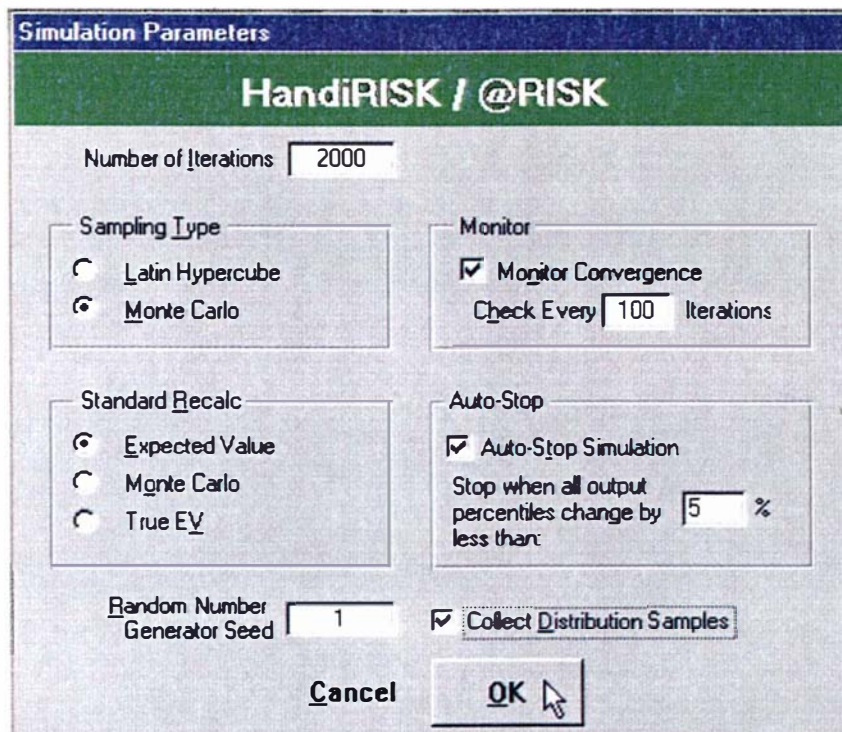 Simulation Parameters
HandiRISK / @RISK
Number of Iterations 2000
Sampling Type
Latin Hypercube
Monte Carlo
Monitor
Monitor Convergence
Check Every 100 Iterations
Standard Recalc
Expected Value
Monte Carlo
True EV
Auto-Stop
Auto-Stop Simulation
Stop when all output
percentiles change by
less than:
5 %
Random Number
Generator Seed
1
Collect Distribution Samples
Cancel
OK